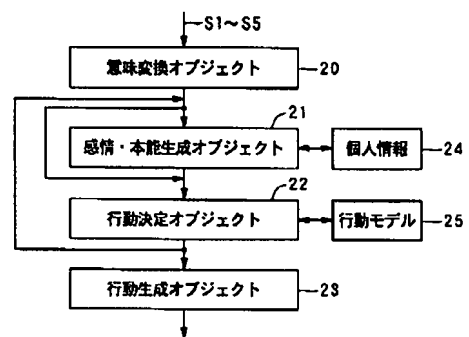 S1～S5
意味変換オブジェクト
20
21
感情・本能生成オブジェクト
個人情報
24
22
行動決定オブジェクト
行動モデル
25
行動生成オブジェクト
23